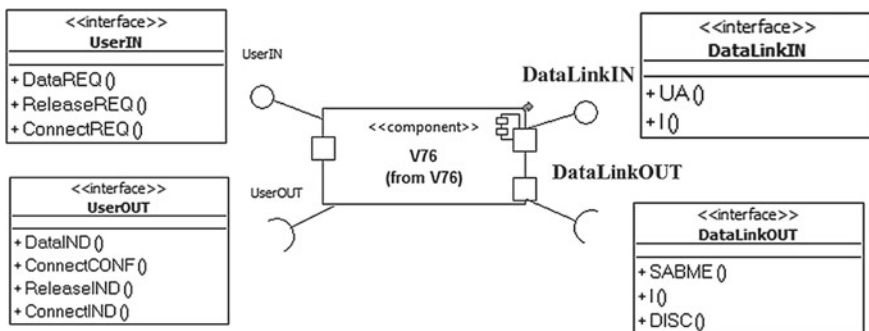 <<interface>>
UserIN
+ DataREQ()
+ ReleaseREQ()
+ ConnectREQ()
<<interface>>
UserOUT
+ DataIND()
+ ConnectCONF()
+ ReleaseIND()
+ ConnectIND()
UserIN
UserOUT
<<component>>
V76
(from V76)
DataLinkIN
DataLinkOUT
<<interface>>
DataLinkIN
+ UA()
+ I()
<<interface>>
DataLinkOUT
+ SABME()
+ I()
+ DISC()